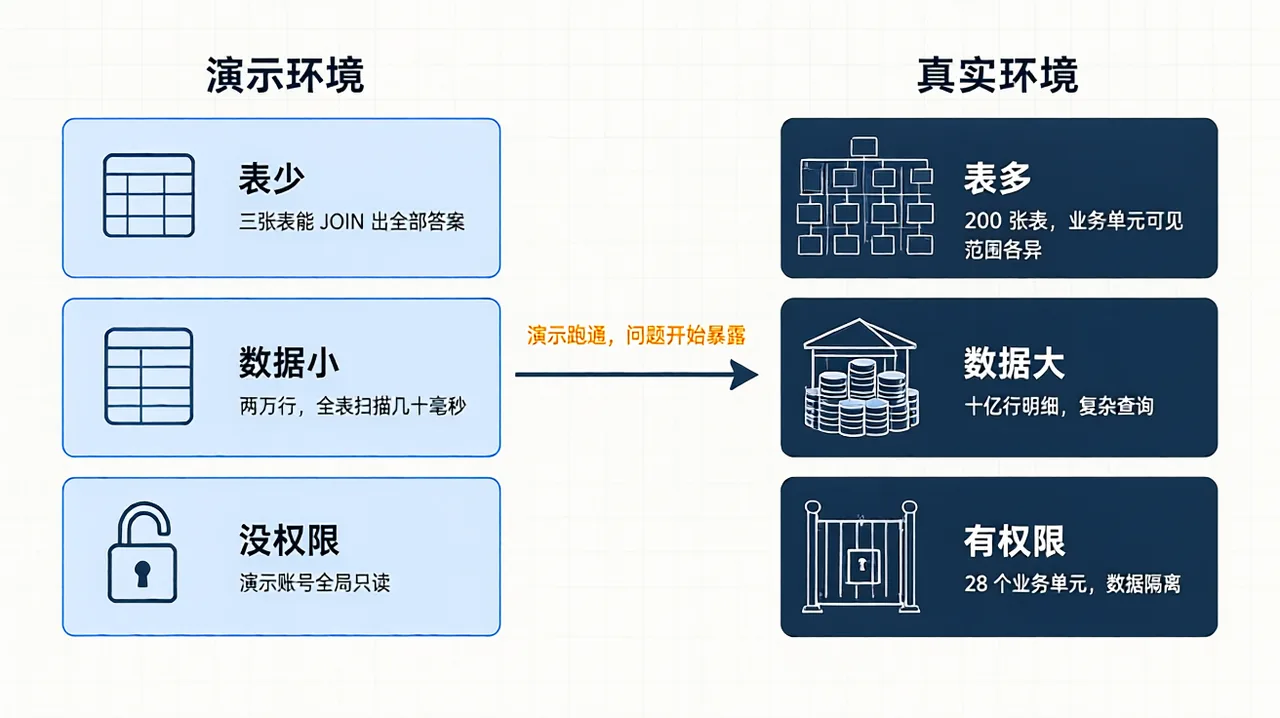 演示环境
表少
三张表能 JOIN 出全部答案
数据小
两万行，全表扫描几十毫秒
没权限
演示账号全局只读
演示跑通，问题开始暴露
真实环境
表多
200 张表，业务单元可见
范围各异
数据大
十亿行明细，复杂查询
有权限
28 个业务单元，数据隔离